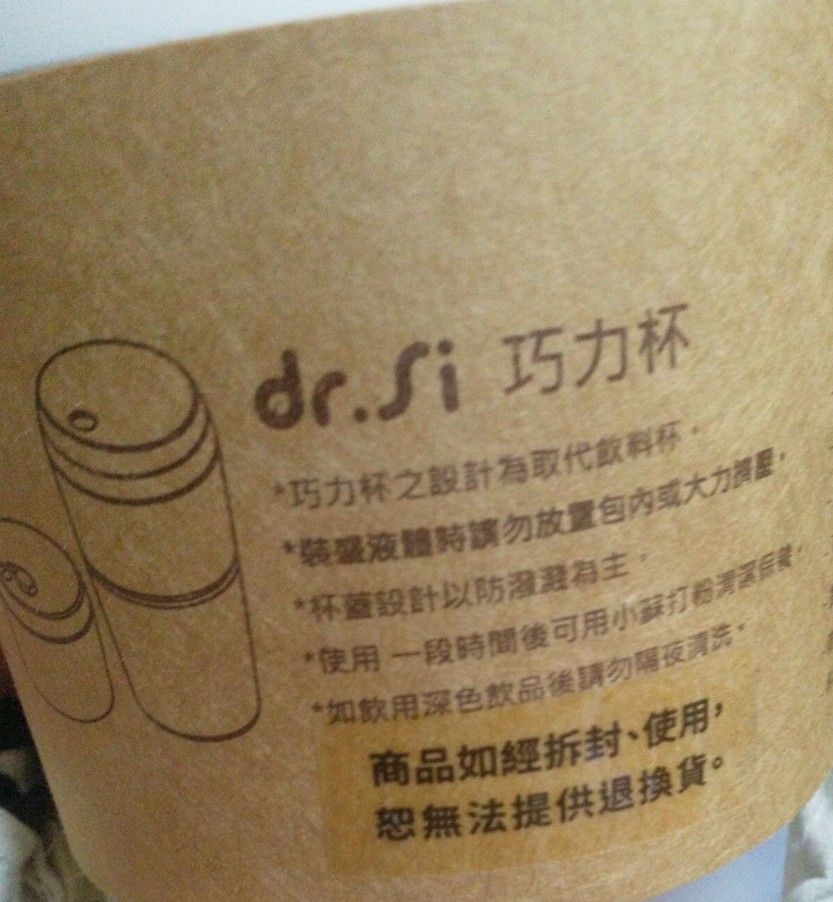 dr.Si 巧力杯
*巧力杯之設計為取代飲料杯。
*裝盛液體時請勿放置包內或大力擠壓。
*杯蓋設計以防潑濺為主。
*使用一段時間後可用小蘇打粉清潔保養。
*如飲用深色飲品後請勿隔夜清洗。
商品如經拆封、使用，
恕無法提供退換貨。